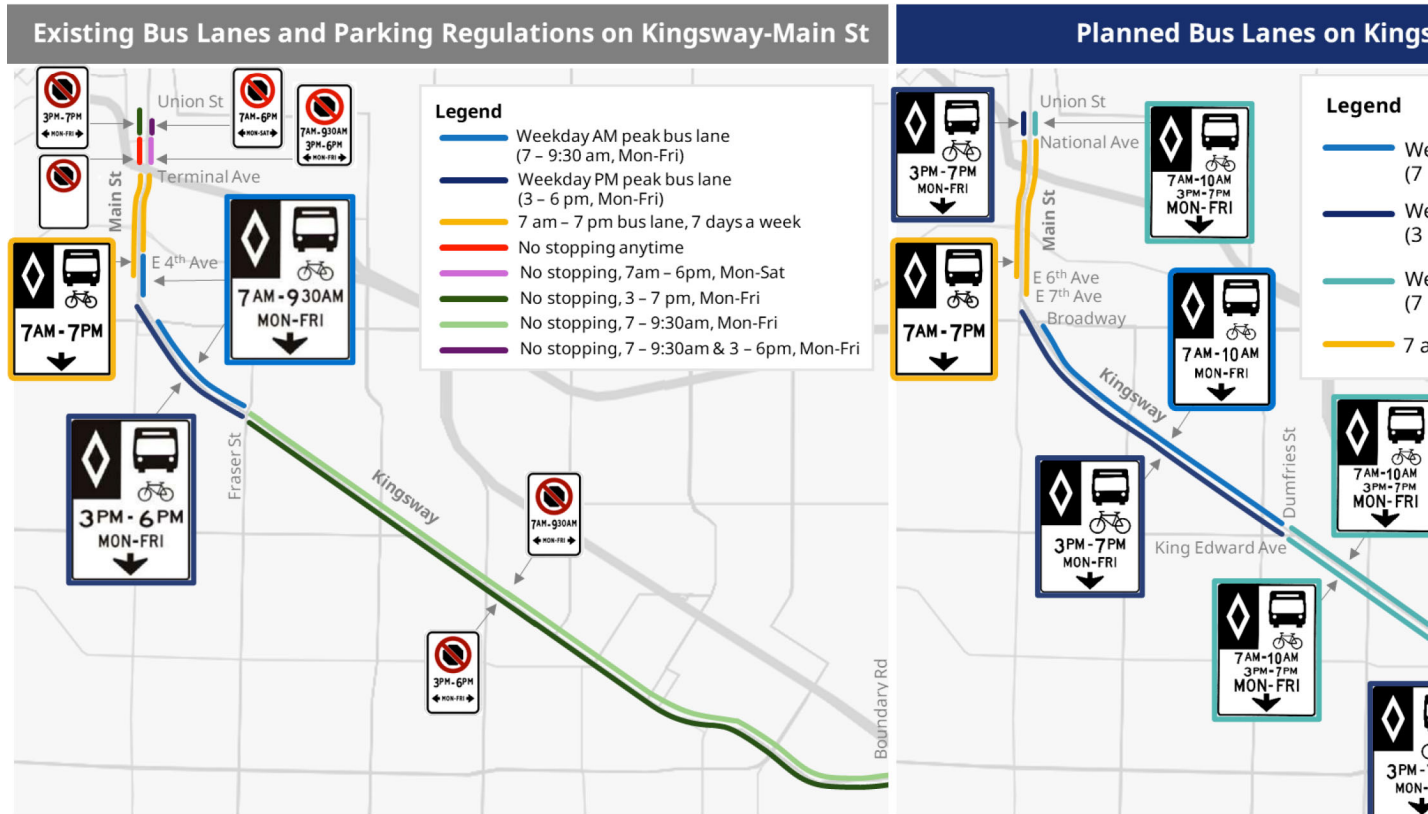 Existing Bus Lanes and Parking Regulations on Kingsway-Main St
3PM-7PM
MON-FRI
Union St
7AM-6PM
MON-SAT
7AM-930AM
3PM-6PM
MON-FRI
Terminal Ave
Main St
E 4th Ave
7AM-7PM
7AM-930AM
MON-FRI
3PM-6PM
MON-FRI
Fraser St
Kingsway
7AM-930AM
MON-FRI
3PM-6PM
MON-FRI
Boundary Rd
Legend
Weekday AM peak bus lane
(7 – 9:30 am, Mon-Fri)
Weekday PM peak bus lane
(3 – 6 pm, Mon-Fri)
7 am – 7 pm bus lane, 7 days a week
No stopping anytime
No stopping, 7am – 6pm, Mon-Sat
No stopping, 3 – 7 pm, Mon-Fri
No stopping, 7 – 9:30am, Mon-Fri
No stopping, 7 – 9:30am & 3 – 6pm, Mon-Fri
Planned Bus Lanes on Kings
3PM-7PM
MON-FRI
Union St
National Ave
7AM-10AM
3PM-7PM
MON-FRI
Main St
7AM-7PM
E 6th Ave
E 7th Ave
Broadway
7AM-10AM
MON-FRI
Kingsway
3PM-7PM
MON-FRI
Dumfries St
King Edward Ave
7AM-10AM
3PM-7PM
MON-FRI
7AM-10AM
3PM-7PM
MON-FRI
3PM-
MON-
Legend
We
(7
We
(3
We
(7
7 a